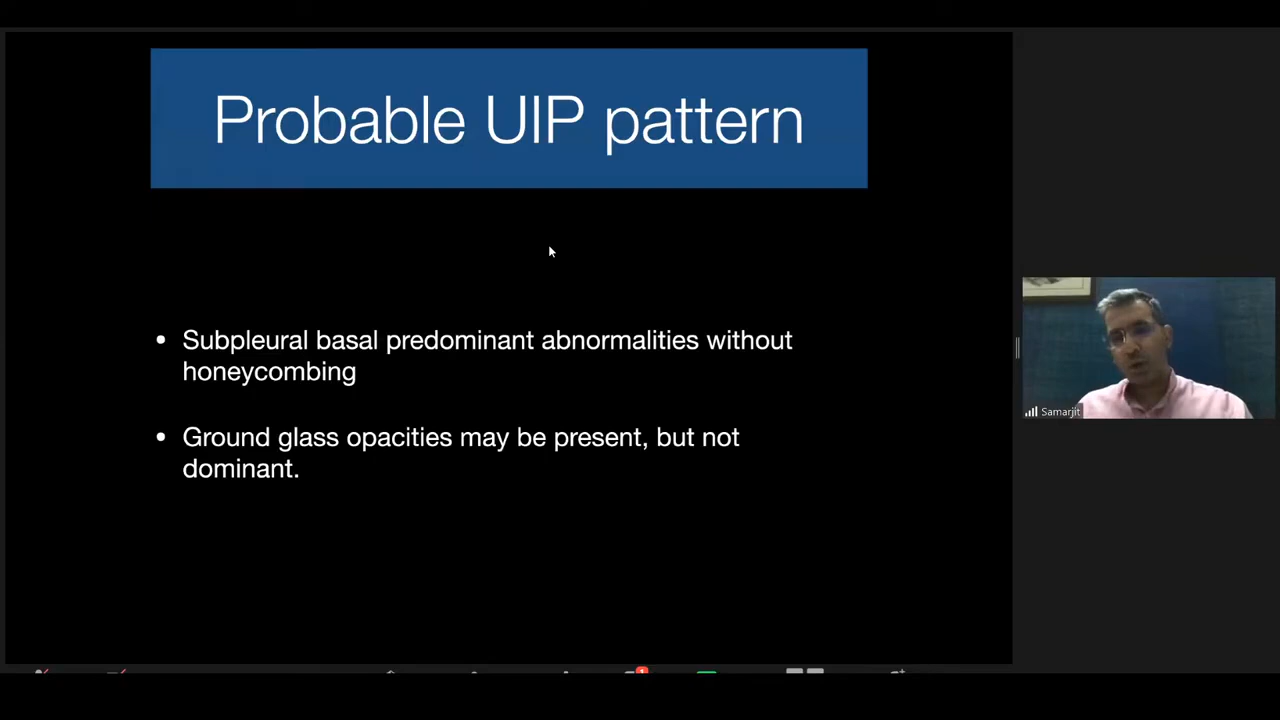 Probable UIP pattern
• Subpleural basal predominant abnormalities without
honeycombing
• Ground glass opacities may be present, but not
dominant.
Samarjit
1